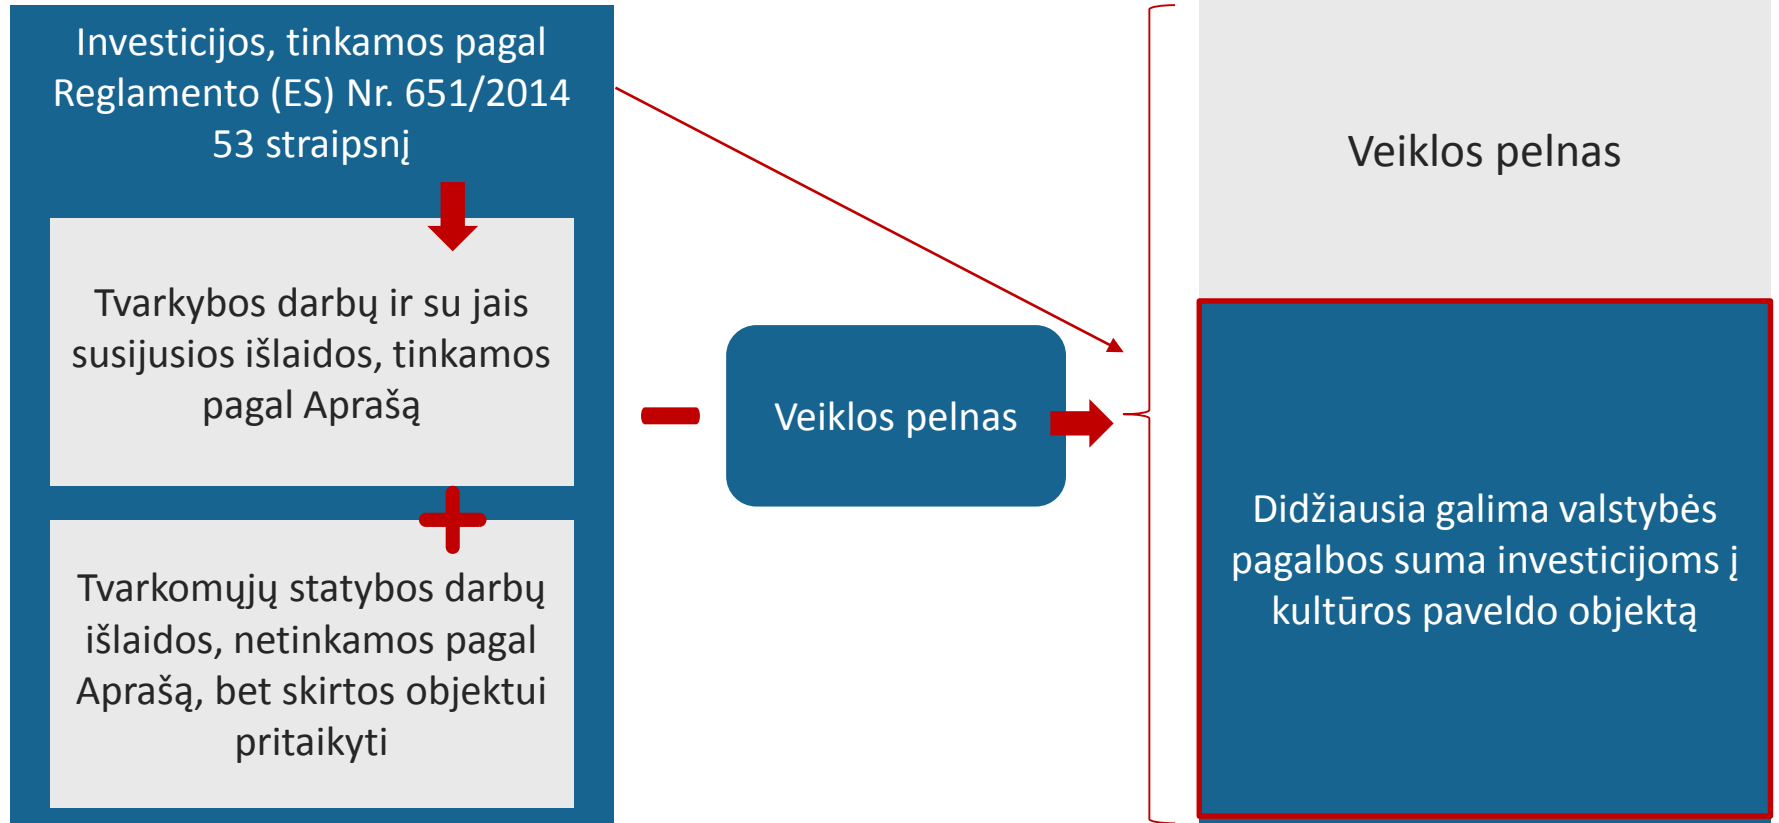 Investicijos, tinkamos pagal
Reglamento (ES) Nr. 651/2014
53 straipsnį
Tvarkybos darbų ir su jais
susijusios išlaidos, tinkamos
pagal Aprašą
Tvarkomųjų statybos darbų
išlaidos, netinkamos pagal
Aprašą, bet skirtos objektui
pritaikyti
Veiklos pelnas
Veiklos pelnas
Didžiausia galima valstybės
pagalbos suma investicijoms į
kultūros paveldo objektą